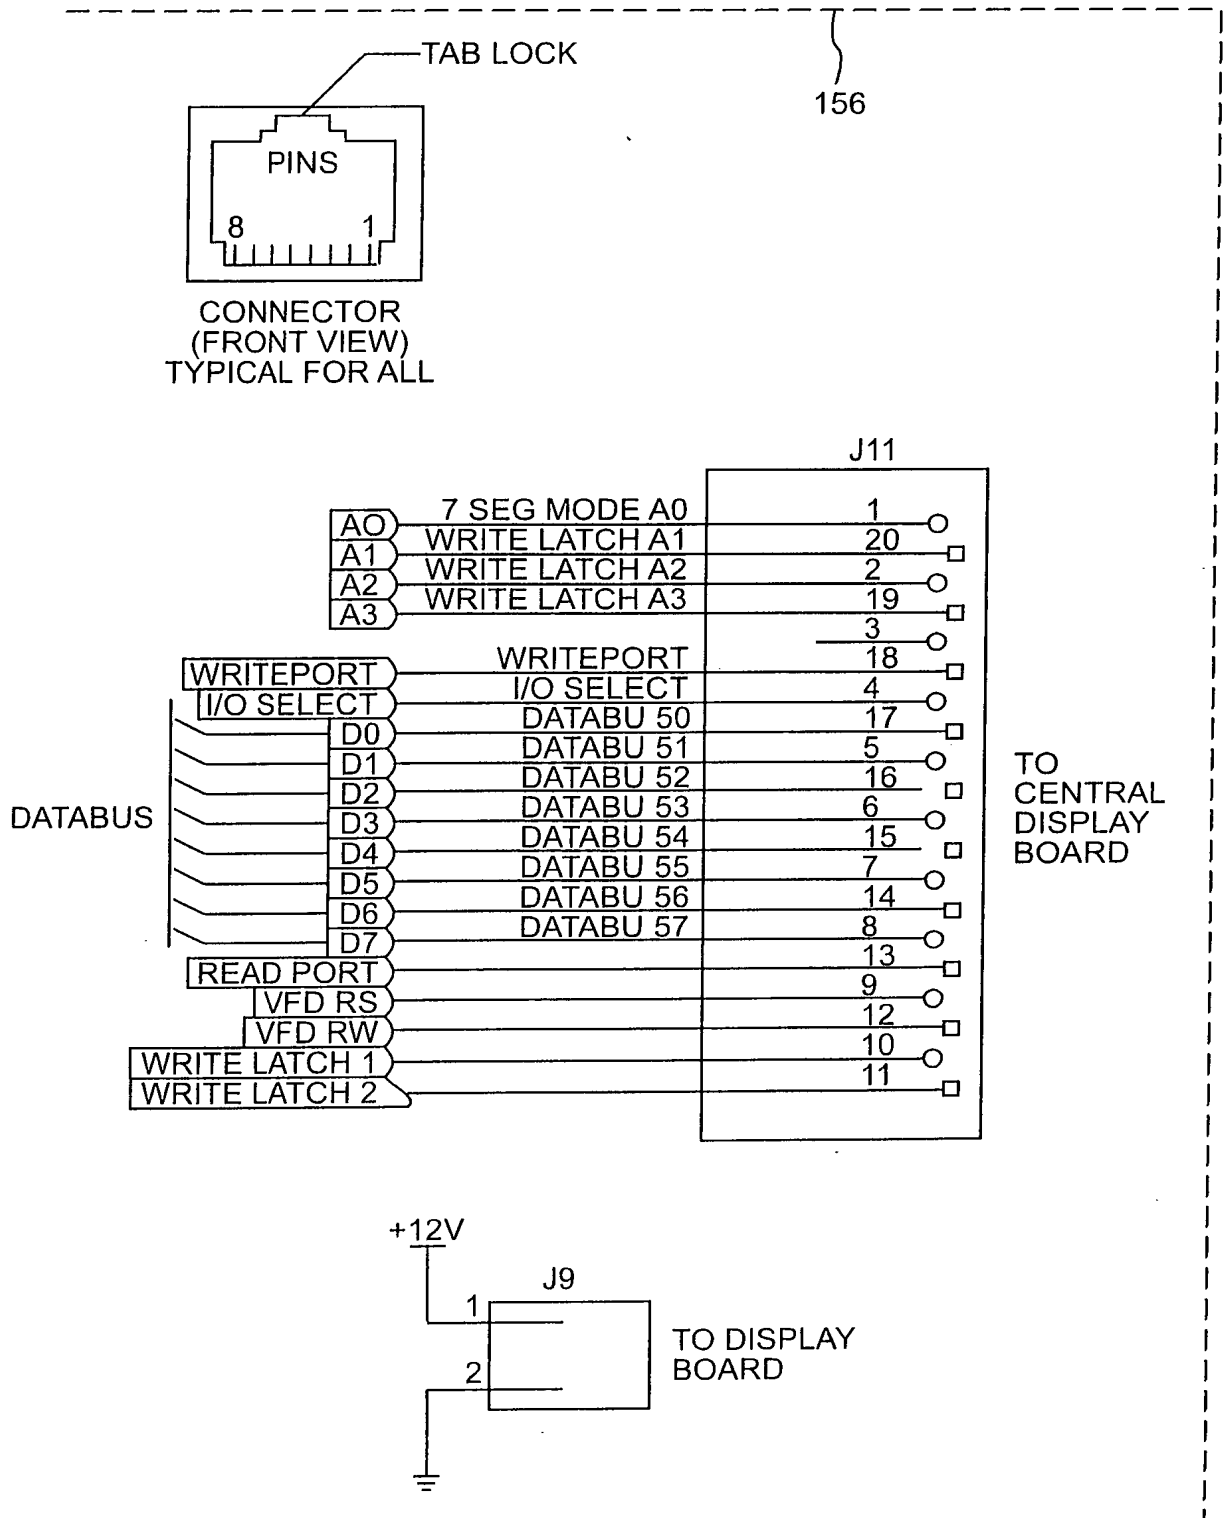 TAB LOCK
156
PINS
8 1
CONNECTOR
(FRONT VIEW)
TYPICAL FOR ALL
J11
AO 7 SEG MODE A0 1
A1 WRITE LATCH A1 20
A2 WRITE LATCH A2 2
A3 WRITE LATCH A3 19
3
WRITEPORT WRITEPORT 18
I/O SELECT I/O SELECT 4
D0 DATABU 50 17
D1 DATABU 51 5
D2 DATABU 52 16
D3 DATABU 53 6
D4 DATABU 54 15
D5 DATABU 55 7
D6 DATABU 56 14
D7 DATABU 57 8
DATABUS
READ PORT 13
VFD RS 9
VFD RW 12
WRITE LATCH 1 10
WRITE LATCH 2 11
TO
CENTRAL
DISPLAY
BOARD
+12V
J9
1
2
TO DISPLAY
BOARD